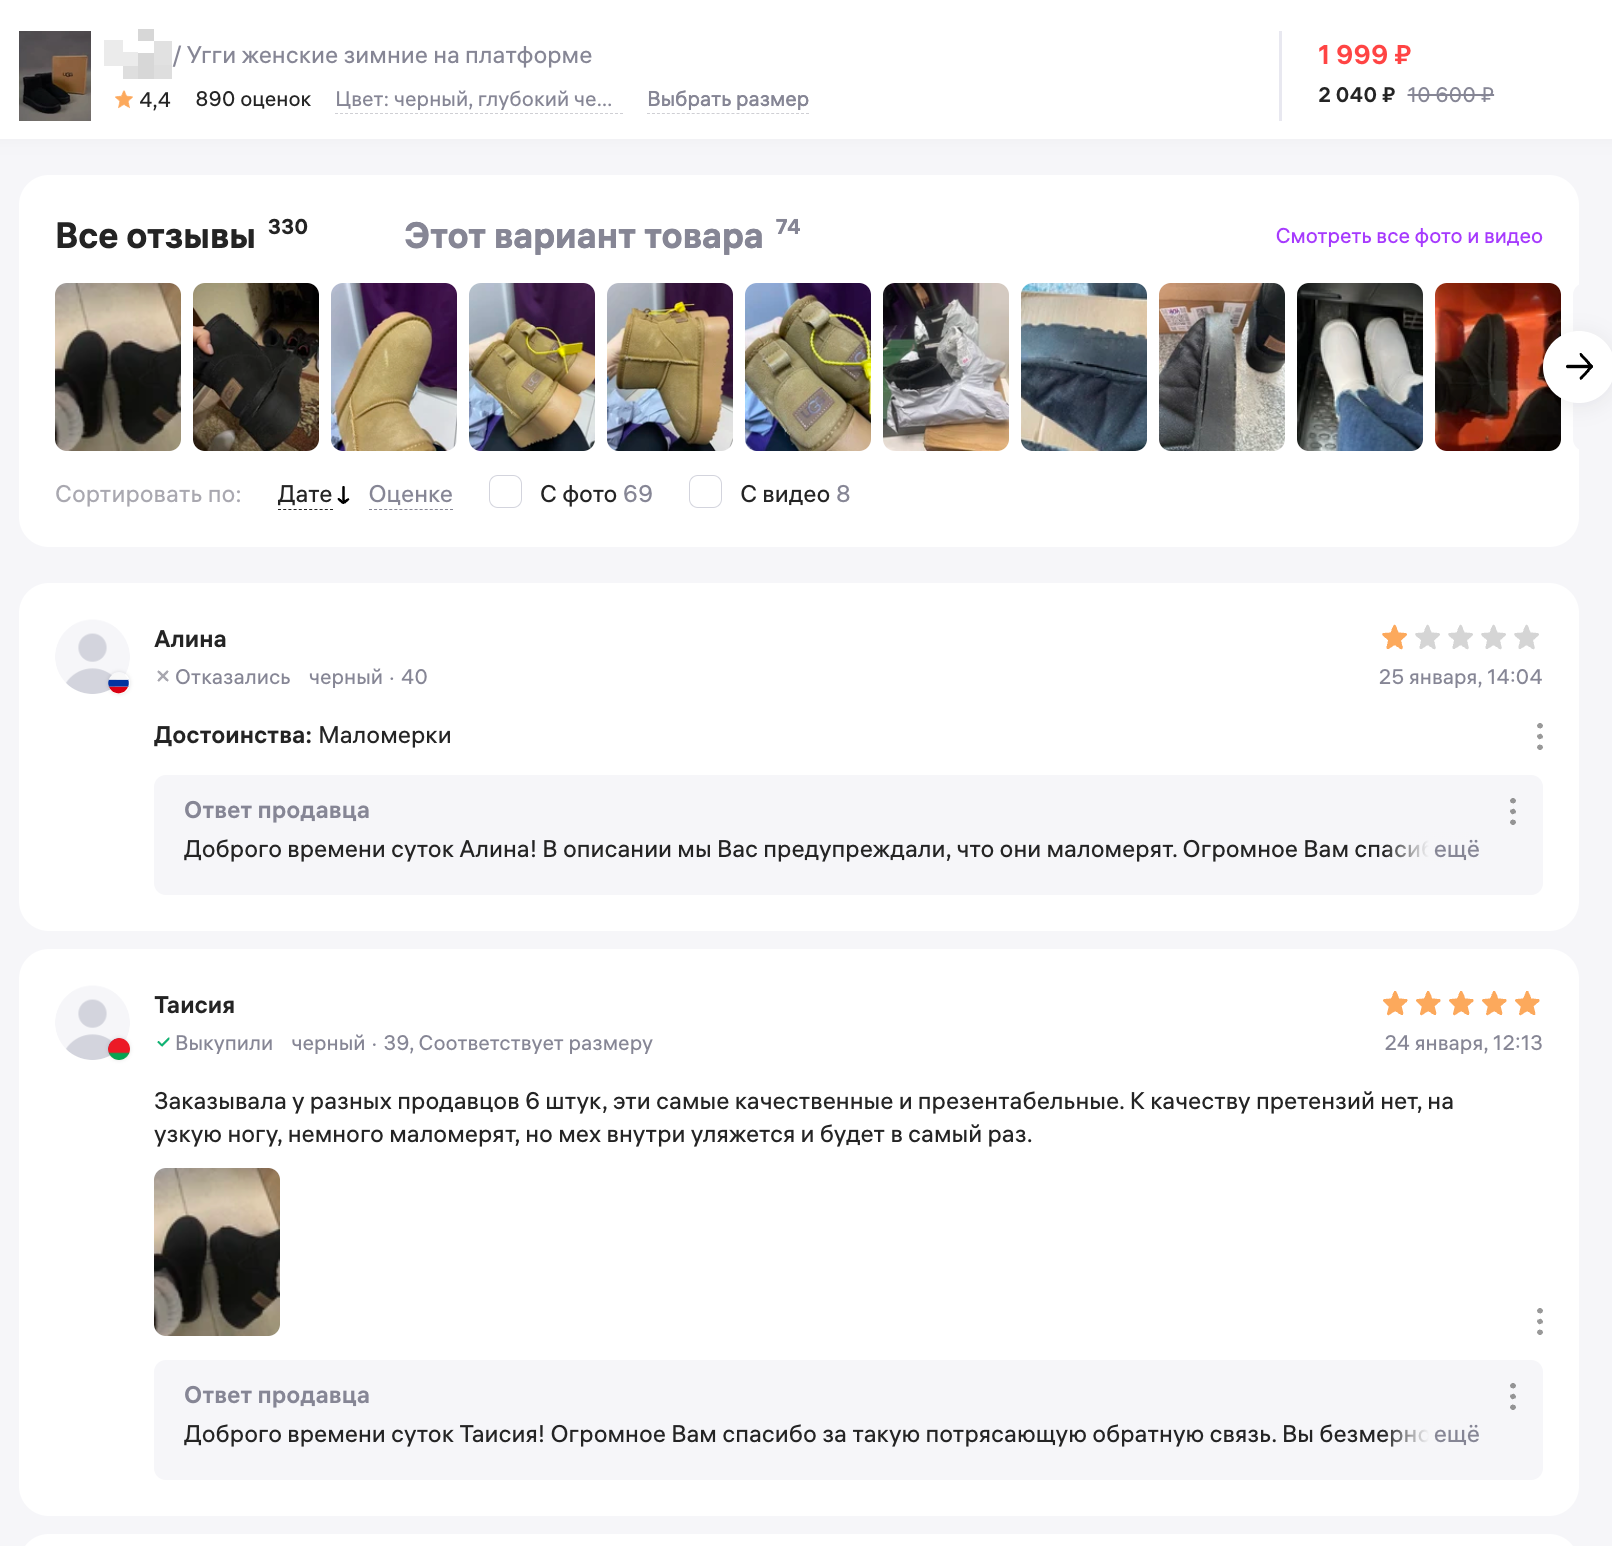 / Угги женские зимние на платформе
4,4 890 оценок Цвет: черный, глубокий че... Выбрать размер
1 999 ₽
2 040 ₽ 10 600 ₽
Все отзывы 330 Этот вариант товара 74 Смотреть все фото и видео
Сортировать по: Дате Оценке С фото 69 С видео 8
Алина
Отказались черный · 40
25 января, 14:04
Достоинства: Маломерки
Ответ продавца
Доброго времени суток Алина! В описании мы Вас предупреждали, что они маломерят. Огромное Вам спасиб ещё
Таисия
Выкупили черный · 39, Соответствует размеру
24 января, 12:13
Заказывала у разных продавцов 6 штук, эти самые качественные и презентабельные. К качеству претензий нет, на
узкую ногу, немного маломерят, но мех внутри уляжется и будет в самый раз.
Ответ продавца
Доброго времени суток Таисия! Огромное Вам спасибо за такую потрясающую обратную связь. Вы безмерно ещё